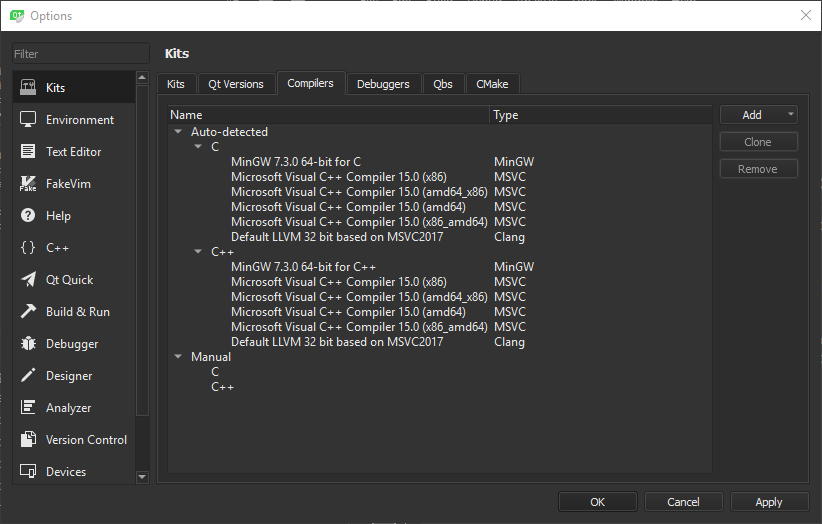 Options
Filter
Kits
Environment
Text Editor
FakeVim
Help
C++
Qt Quick
Build & Run
Debugger
Designer
Analyzer
Version Control
Devices
Kits
Kits Qt Versions Compilers Debuggers Qbs CMake
Name Type
Auto-detected
C
MinGW 7.3.0 64-bit for C MinGW
Microsoft Visual C++ Compiler 15.0 (x86) MSVC
Microsoft Visual C++ Compiler 15.0 (amd64_x86) MSVC
Microsoft Visual C++ Compiler 15.0 (amd64) MSVC
Microsoft Visual C++ Compiler 15.0 (x86_amd64) MSVC
Default LLVM 32 bit based on MSVC2017 Clang
C++
MinGW 7.3.0 64-bit for C++ MinGW
Microsoft Visual C++ Compiler 15.0 (x86) MSVC
Microsoft Visual C++ Compiler 15.0 (amd64_x86) MSVC
Microsoft Visual C++ Compiler 15.0 (amd64) MSVC
Microsoft Visual C++ Compiler 15.0 (x86_amd64) MSVC
Default LLVM 32 bit based on MSVC2017 Clang
Manual
C
C++
Add
Clone
Remove
OK Cancel Apply